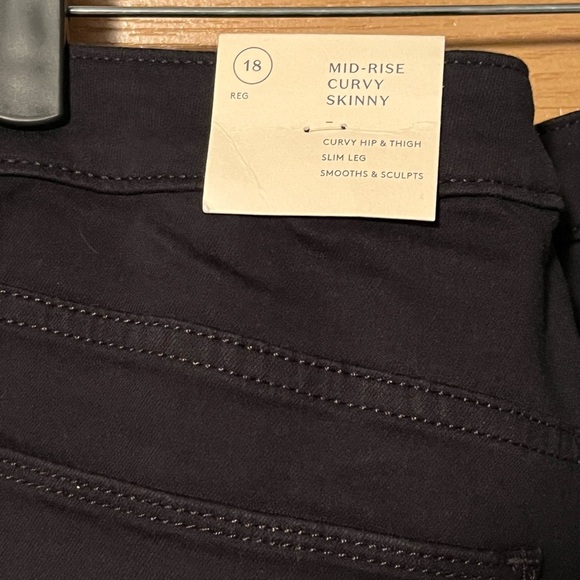 18
REG
MID-RISE
CURVY
SKINNY
CURVY HIP & THIGH
SLIM LEG
SMOOTHS & SCULPTS